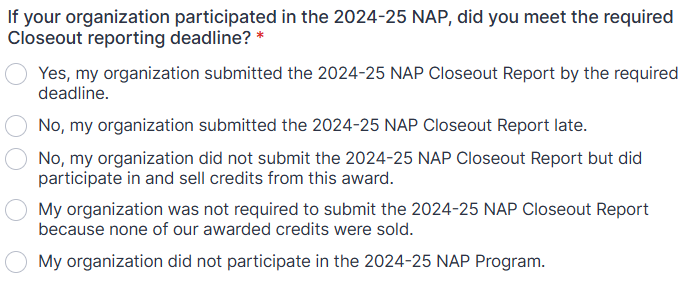 If your organization participated in the 2024-25 NAP, did you meet the required
Closeout reporting deadline? *
Yes, my organization submitted the 2024-25 NAP Closeout Report by the required
deadline.
No, my organization submitted the 2024-25 NAP Closeout Report late.
No, my organization did not submit the 2024-25 NAP Closeout Report but did
participate in and sell credits from this award.
My organization was not required to submit the 2024-25 NAP Closeout Report
because none of our awarded credits were sold.
My organization did not participate in the 2024-25 NAP Program.